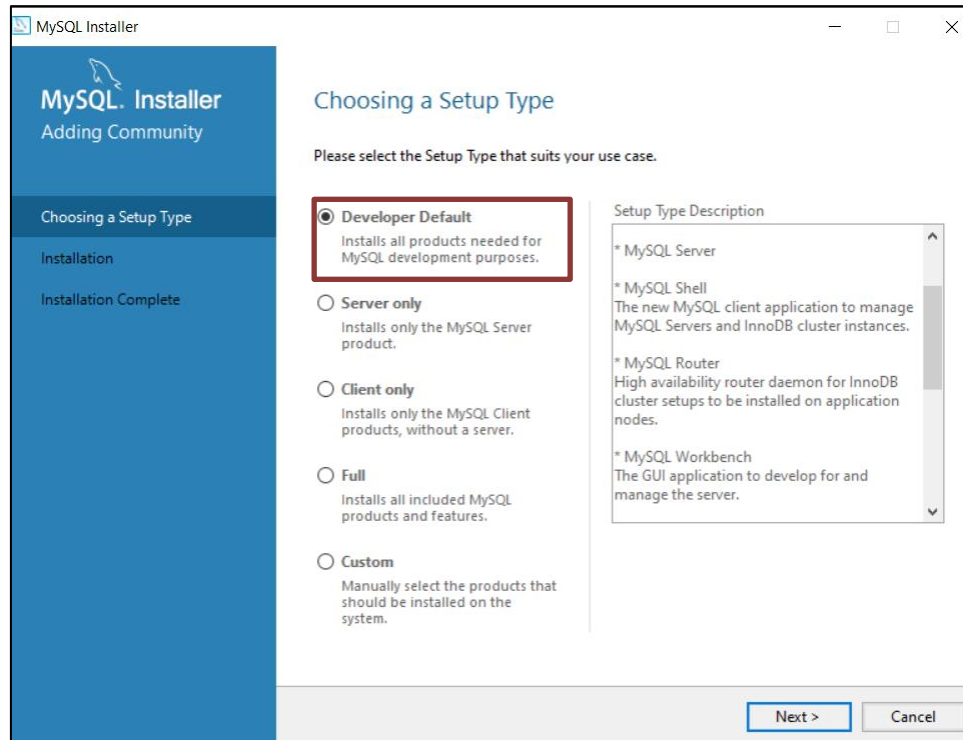 MySQL Installer
MySQL. Installer
Adding Community
Choosing a Setup Type
Installation
Installation Complete
Choosing a Setup Type
Please select the Setup Type that suits your use case.
Developer Default
Installs all products needed for
MySQL development purposes.
Server only
Installs only the MySQL Server
product.
Client only
Installs only the MySQL Client
products, without a server.
Full
Installs all included MySQL
products and features.
Custom
Manually select the products that
should be installed on the
system.
Setup Type Description
* MySQL Server
* MySQL Shell
The new MySQL client application to manage
MySQL Servers and InnoDB cluster instances.
* MySQL Router
High availability router daemon for InnoDB
cluster setups to be installed on application
nodes.
* MySQL Workbench
The GUI application to develop for and
manage the server.
Next >
Cancel